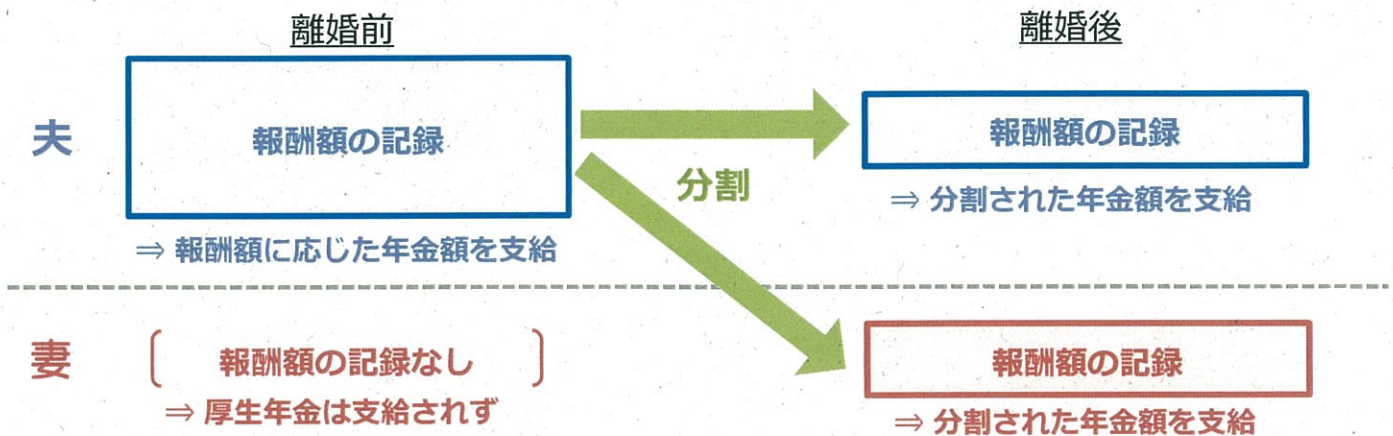 離婚前
離婚後
夫
報酬額の記録
⇒ 報酬額に応じた年金額を支給
分割
報酬額の記録
⇒ 分割された年金額を支給
妻
報酬額の記録なし
⇒ 厚生年金は支給されず
報酬額の記録
⇒ 分割された年金額を支給